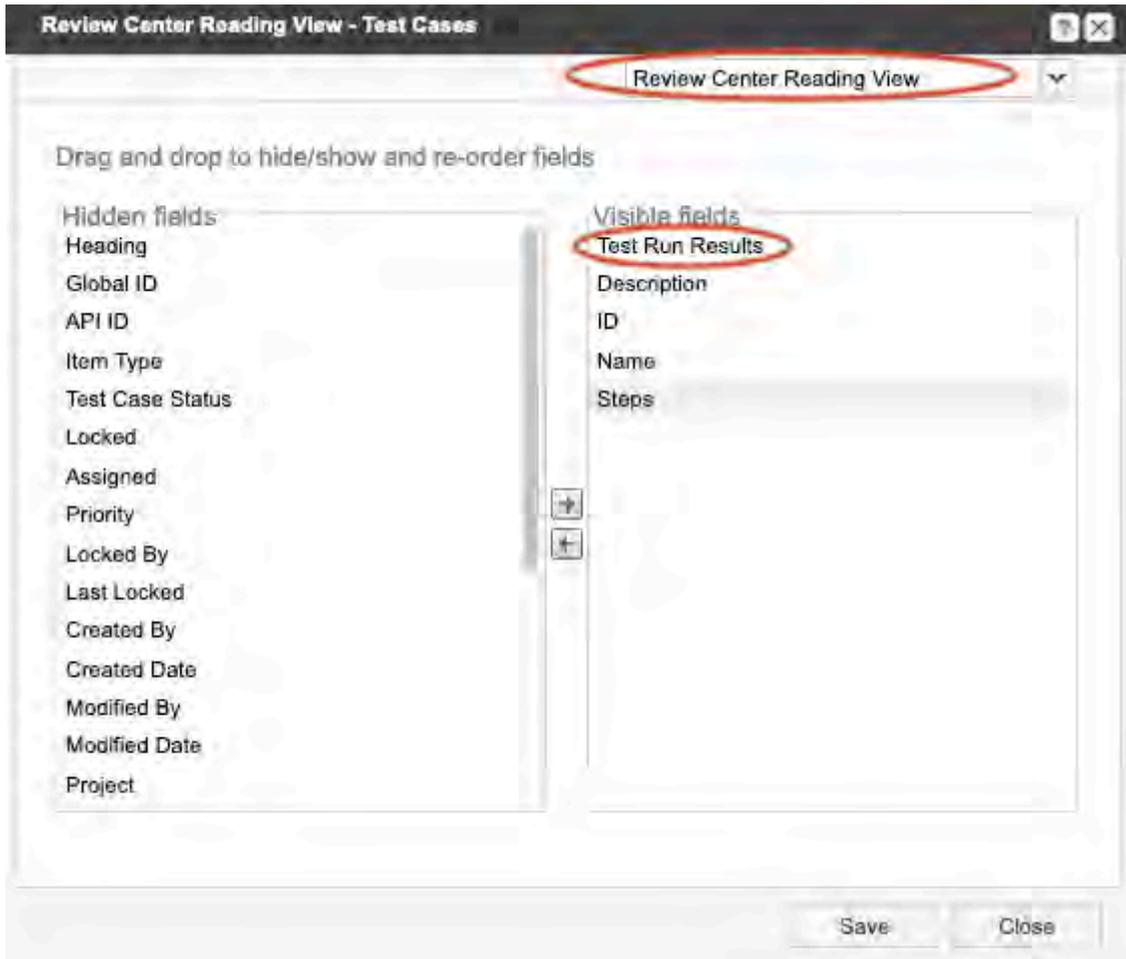 Review Center Reading View - Test Cases
?
Review Center Reading View
Drag and drop to hide/show and re-order fields
Hidden fields
Heading
Global ID
API ID
Item Type
Test Case Status
Locked
Assigned
Priority
Locked By
Last Locked
Created By
Created Date
Modified By
Modified Date
Project
Visible fields
Test Run Results
Description
ID
Name
Steps
Save
Close